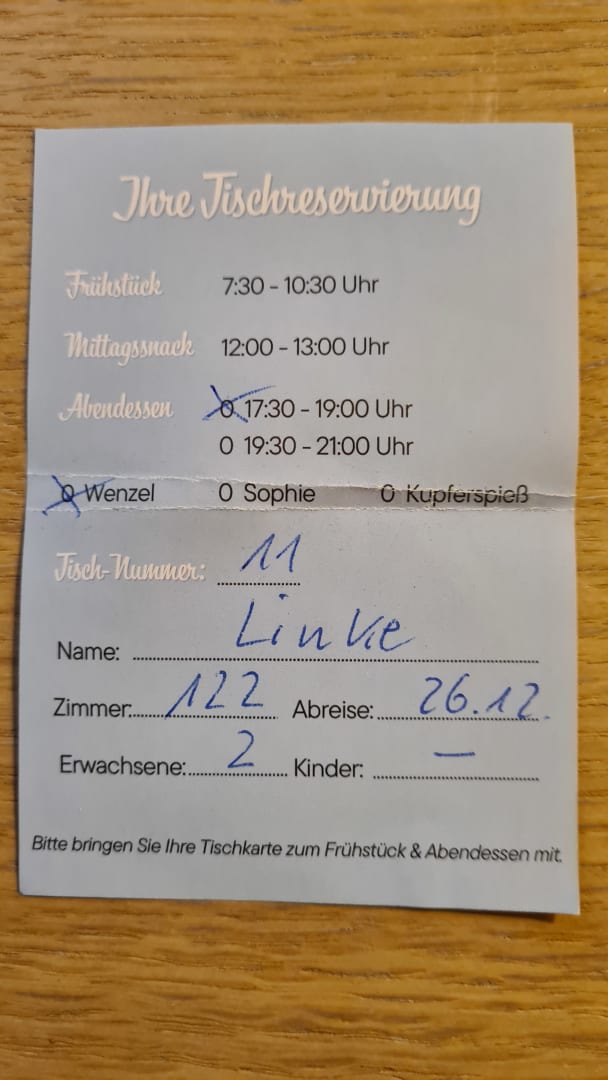 Ihre Tischreservierung
Frühstück 7:30 - 10:30 Uhr
Mittagssnack 12:00 - 13:00 Uhr
Abendessen 0 17:30 - 19:00 Uhr
0 19:30 - 21:00 Uhr
0 Wenzel 0 Sophie 0 Kupferspieß
Tisch-Nummer: 11
Name: Linke
Zimmer: 122 Abreise: 26.12.
Erwachsene: 2 Kinder: —
Bitte bringen Sie Ihre Tischkarte zum Frühstück & Abendessen mit.